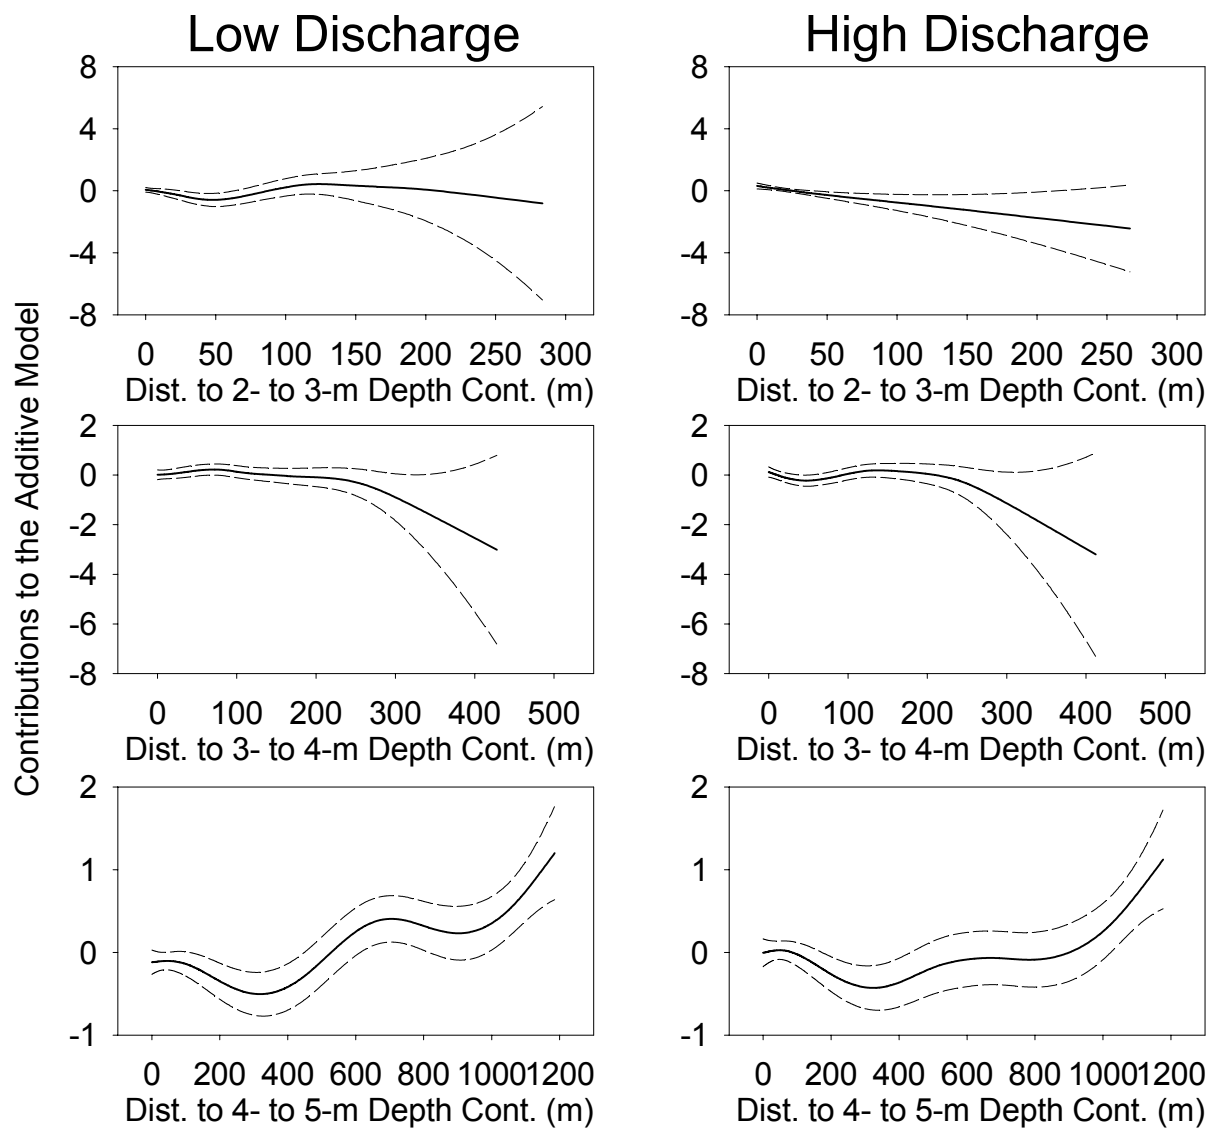 Low Discharge
High Discharge
Contributions to the Additive Model
8
4
0
-4
-8
0 50 100 150 200 250 300
Dist. to 2- to 3-m Depth Cont. (m)
8
4
0
-4
-8
0 50 100 150 200 250 300
Dist. to 2- to 3-m Depth Cont. (m)
2
0
-2
-4
-6
-8
0 100 200 300 400 500
Dist. to 3- to 4-m Depth Cont. (m)
2
0
-2
-4
-6
-8
0 100 200 300 400 500
Dist. to 3- to 4-m Depth Cont. (m)
2
1
0
-1
0 200 400 600 800 1000 1200
Dist. to 4- to 5-m Depth Cont. (m)
2
1
0
-1
0 200 400 600 800 1000 1200
Dist. to 4- to 5-m Depth Cont. (m)